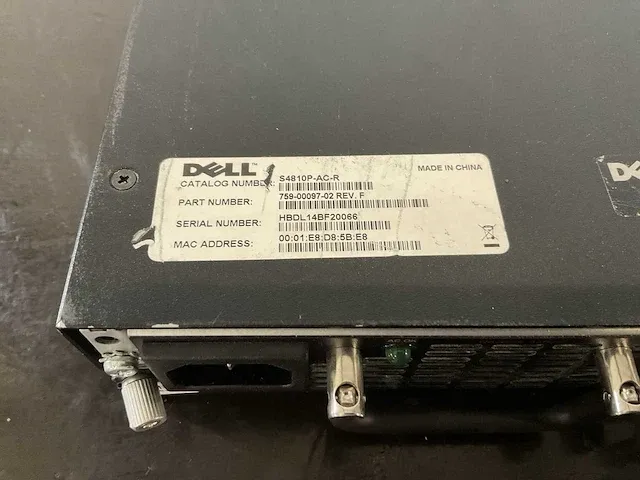 DELL™
MADE IN CHINA
CATALOG NUMBER: S4810P-AC-R
PART NUMBER: 759-00097-02 REV. F
SERIAL NUMBER: HBDL14BF20066
MAC ADDRESS: 00:01:E8:D8:5B:E8
DELL